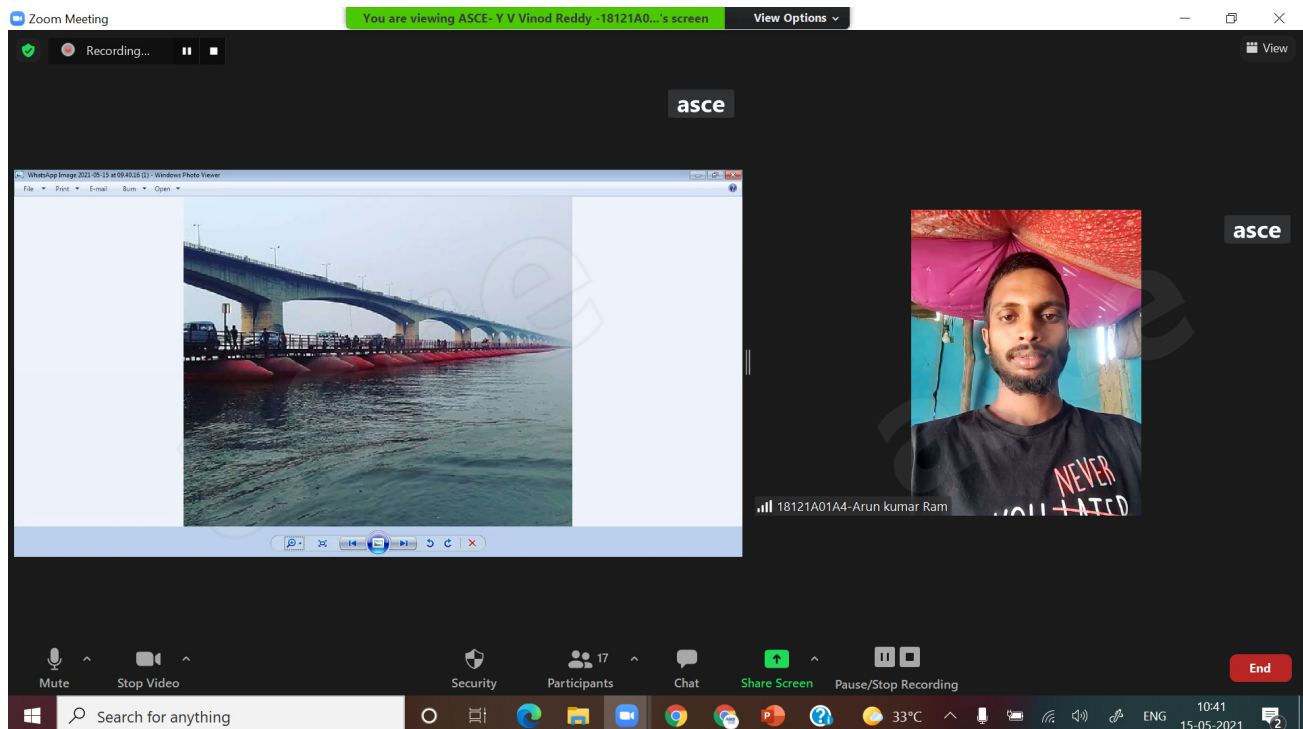 Zoom Meeting
You are viewing ASCE- Y V Vinod Reddy -18121A0...'s screen
View Options
Recording...
View
asce
WhatsApp Image 2021-05-15 at 09.40.16 (1) - Windows Photo Viewer
File Print E-mail Burn Open
asce
NEVER
18121A01A4-Arun kumar Ram
17
Mute
Stop Video
Security
Participants
Chat
Share Screen
Pause/Stop Recording
End
Search for anything
33°C
ENG
10:41
15-05-2021
2